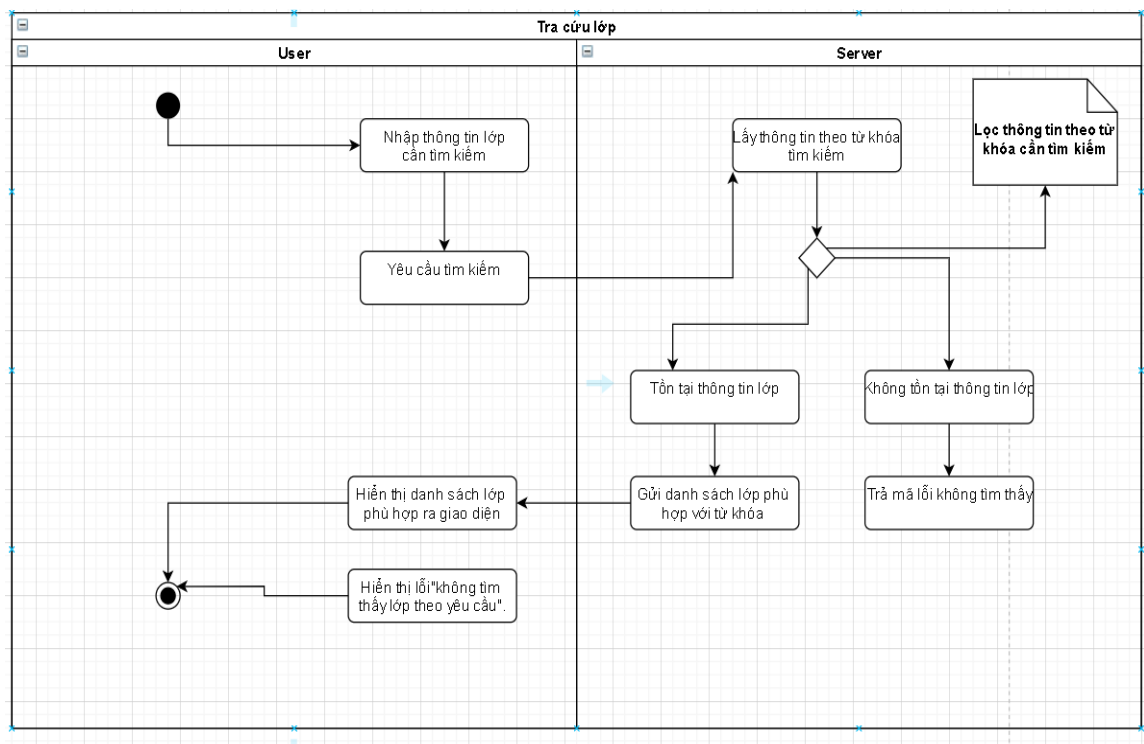 Tra cứu lớp
User
Server
Nhập thông tin lớp
cần tìm kiếm
Lấy thông tin theo từ khóa
tìm kiếm
Lọc thông tin theo từ
khóa cần tìm kiếm
Yêu cầu tìm kiếm
Tồn tại thông tin lớp
Không tồn tại thông tin lớp
Hiển thị danh sách lớp
phù hợp ra giao diện
Gửi danh sách lớp phù
hợp với từ khóa
Trả mã lỗi không tìm thấy
Hiển thị lỗi"không tìm
thấy lớp theo yêu cầu".